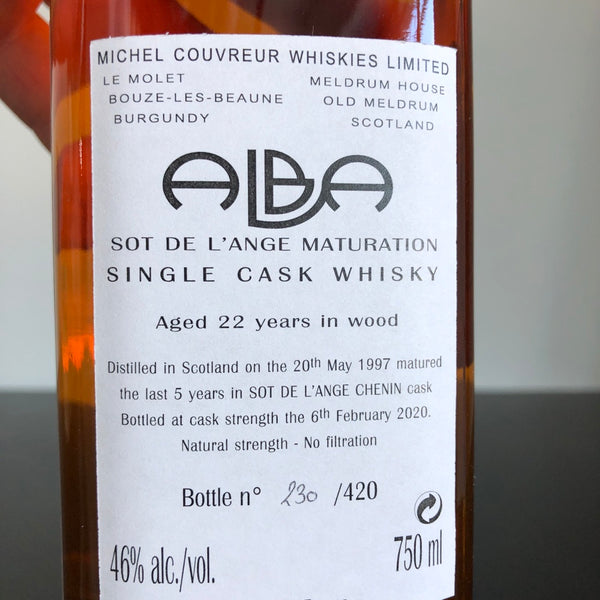 MICHEL COUVREUR WHISKIES LIMITED
LE MOLET
BOUZE-LES-BEAUNE
BURGUNDY
MELDRUM HOUSE
OLD MELDRUM
SCOTLAND
ALBA
SOT DE L'ANGE MATURATION
SINGLE CASK WHISKY
Aged 22 years in wood
Distilled in Scotland on the 20th May 1997 matured
the last 5 years in SOT DE L'ANGE CHENIN cask
Bottled at cask strength the 6th February 2020.
Natural strength - No filtration
Bottle n° 230 /420
46% alc./vol.
750 ml